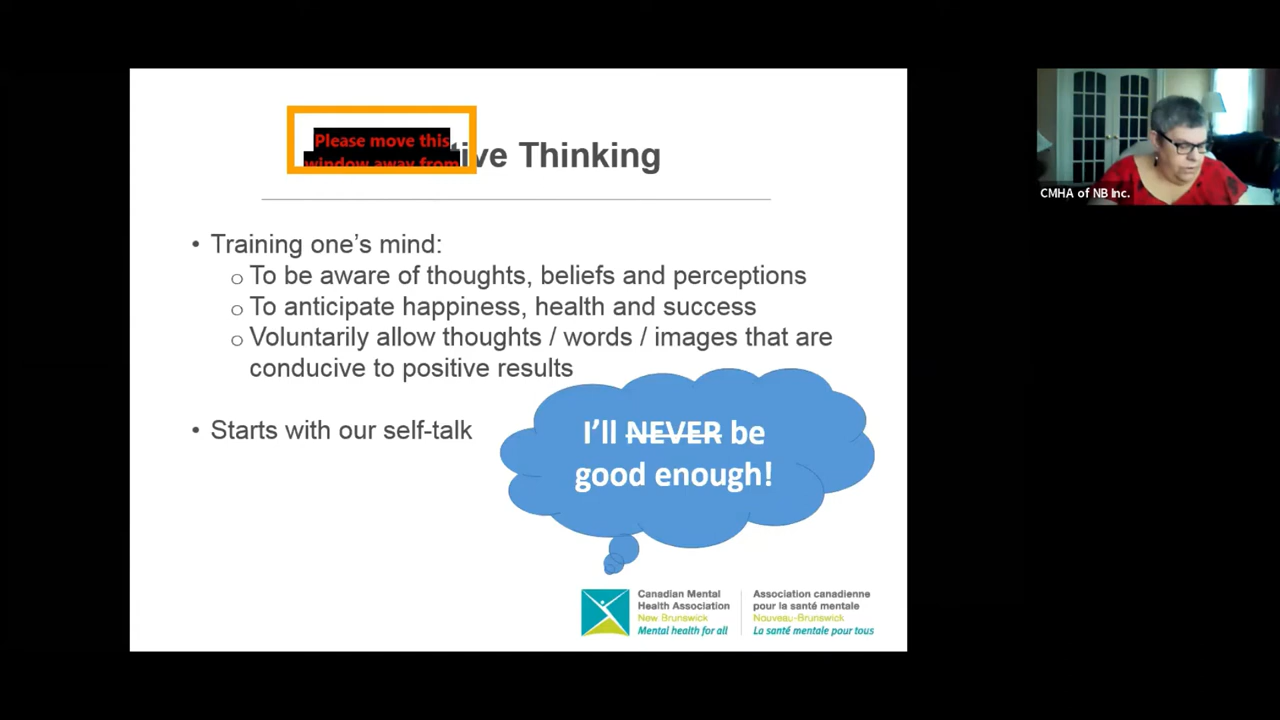 Please move this
window away from
ive Thinking
• Training one’s mind:
o To be aware of thoughts, beliefs and perceptions
o To anticipate happiness, health and success
o Voluntarily allow thoughts / words / images that are
conducive to positive results
• Starts with our self-talk
I’ll NEVER be
good enough!
Canadian Mental
Health Association
New Brunswick
Mental health for all
Association canadienne
pour la santé mentale
Nouveau-Brunswick
La santé mentale pour tous
CMHA of NB Inc.